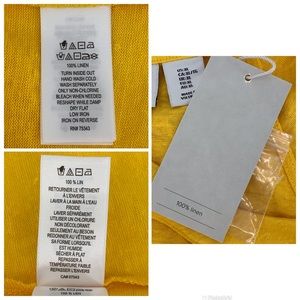 100% LINEN
TURN INSIDE OUT
HAND WASH COLD
WASH SEPARATELY
ONLY NON-CHLORINE
BLEACH WHEN NEEDED
RESHAPE WHILE DAMP
DRY FLAT
LOW IRON
IRON ON REVERSE
RN# 75343
100 % LIN
RETOURNER LE VÊTEMENT
À L'ENVERS
LAVER À LA MAIN À L'EAU
FROIDE
LAVER SÉPARÉMENT
UTILISER UN JAVELLISANT
NON DÉCOLORANT
SEULEMENT AU BESOIN
REDONNER AU VÊTEMENT
SA FORME LORSQU'IL
EST HUMIDE
SÉCHER À PLAT
REPASSER À
TEMPÉRATURE FAIBLE
REPASSER À L'ENVERS
CA# 07543
100% linen